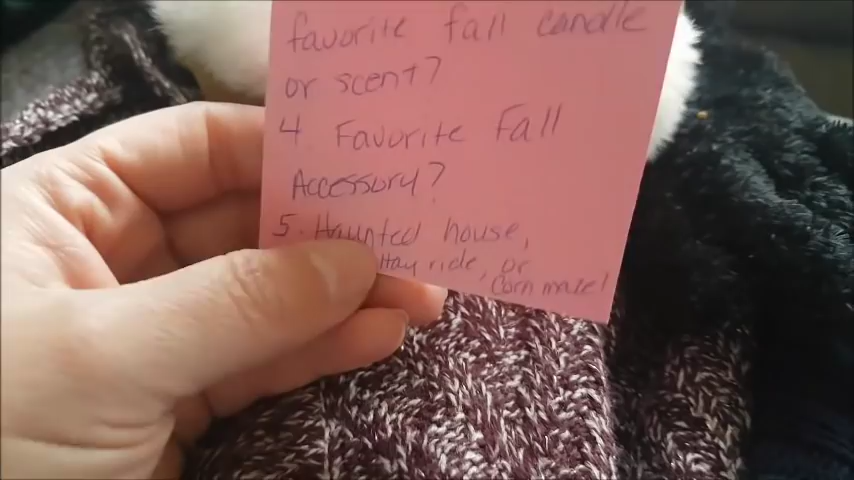 favorite fall candle
or scent?
4 Favorite Fall
Accessory?
5. Haunted house,
Hay ride, or
Corn maze!